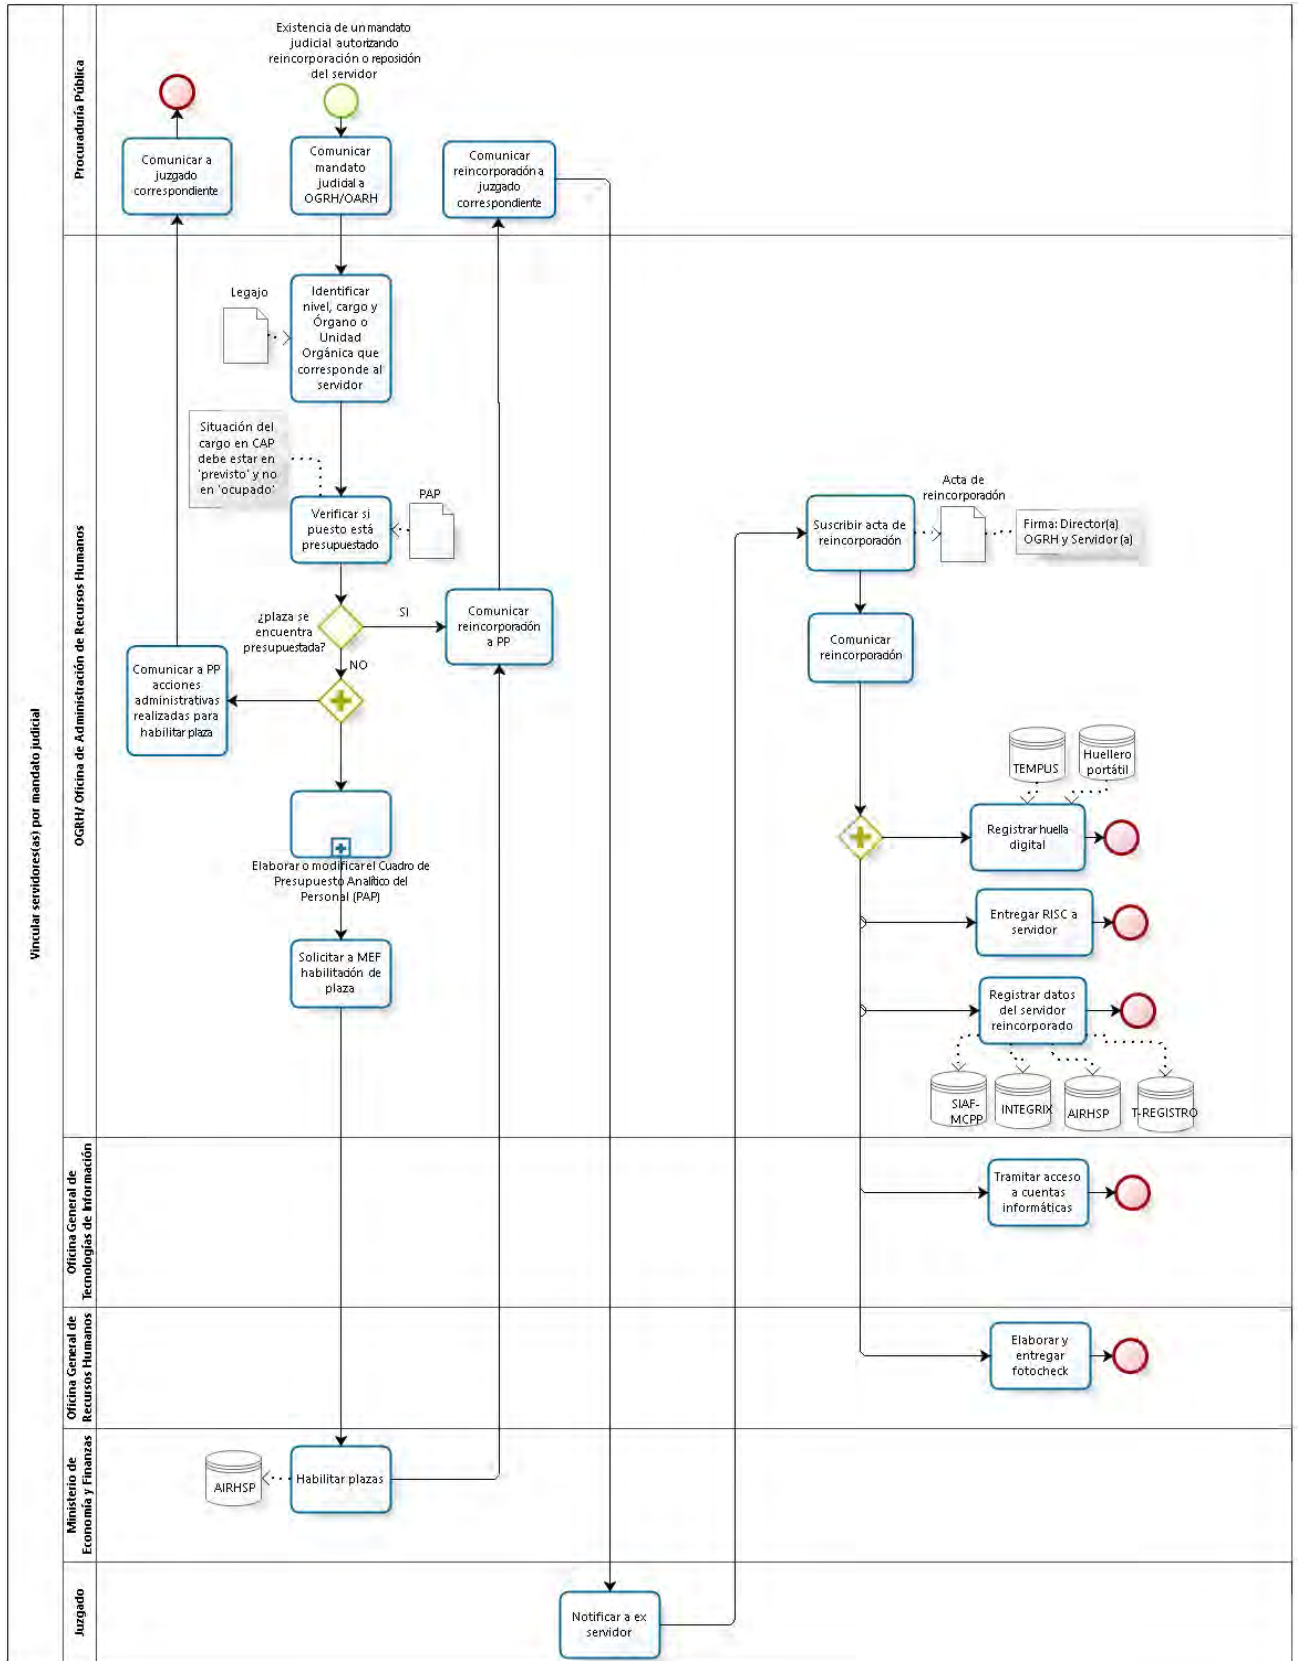 Vincular servidores(as) por mandato judicial
Procuraduría Pública
Existencia de un mandato
judicial autorizando
reincorporación o reposición
del servidor
Comunicar a
juzgado
correspondiente
Comunicar
mandato
judicial a
OGRH/OARH
Comunicar
reincorporación a
juzgado
correspondiente
OGRH/ Oficina de Administración de Recursos Humanos
Legajo
Identificar
nivel, cargo y
Órgano o
Unidad
Orgánica que
corresponde al
servidor
Situación del
cargo en CAP
debe estar en
'previsto' y no
en 'ocupado'
Verificar si
puesto está
presupuestado
PAP
¿plaza se
encuentra
presupuestada?
SI
NO
Comunicar
reincorporación
a PP
Comunicar a PP
acciones
administrativas
realizadas para
habilitar plaza
Elaborar o modificar el Cuadro de
Presupuesto Analítico del
Personal (PAP)
Solicitar a MEF
habilitación de
plaza
Suscribir acta de
reincorporación
Acta de
reincorporación
Firma: Director(a)
OGRH y Servidor (a)
Comunicar
reincorporación
TEMPUS
Huellero
portátil
Registrar huella
digital
Entregar RISC a
servidor
Registrar datos
del servidor
reincorporado
SIAF-
MCPP
INTEGRIX
AIRHSP
T-REGISTRO
Oficina General de
Tecnologías de Información
Tramitar acceso
a cuentas
informáticas
Oficina General de
Recursos Humanos
Elaborar y
entregar
fotocheck
Ministerio de
Economía y Finanzas
AIRHSP
Habilitar plazas
Juzgado
Notificar a ex
servidor